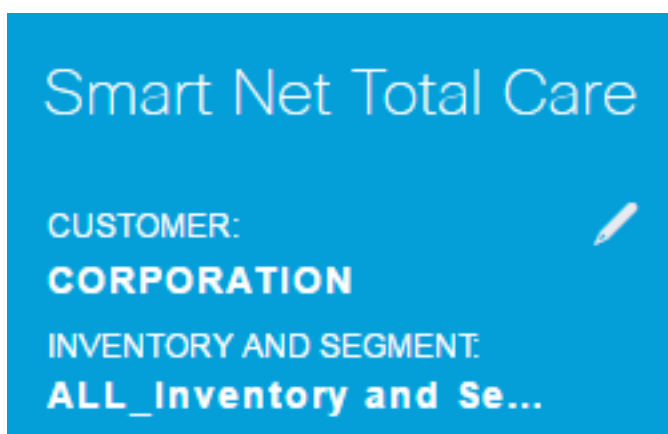 Smart Net Total Care
CUSTOMER:
CORPORATION
INVENTORY AND SEGMENT:
ALL_Inventory and Se...